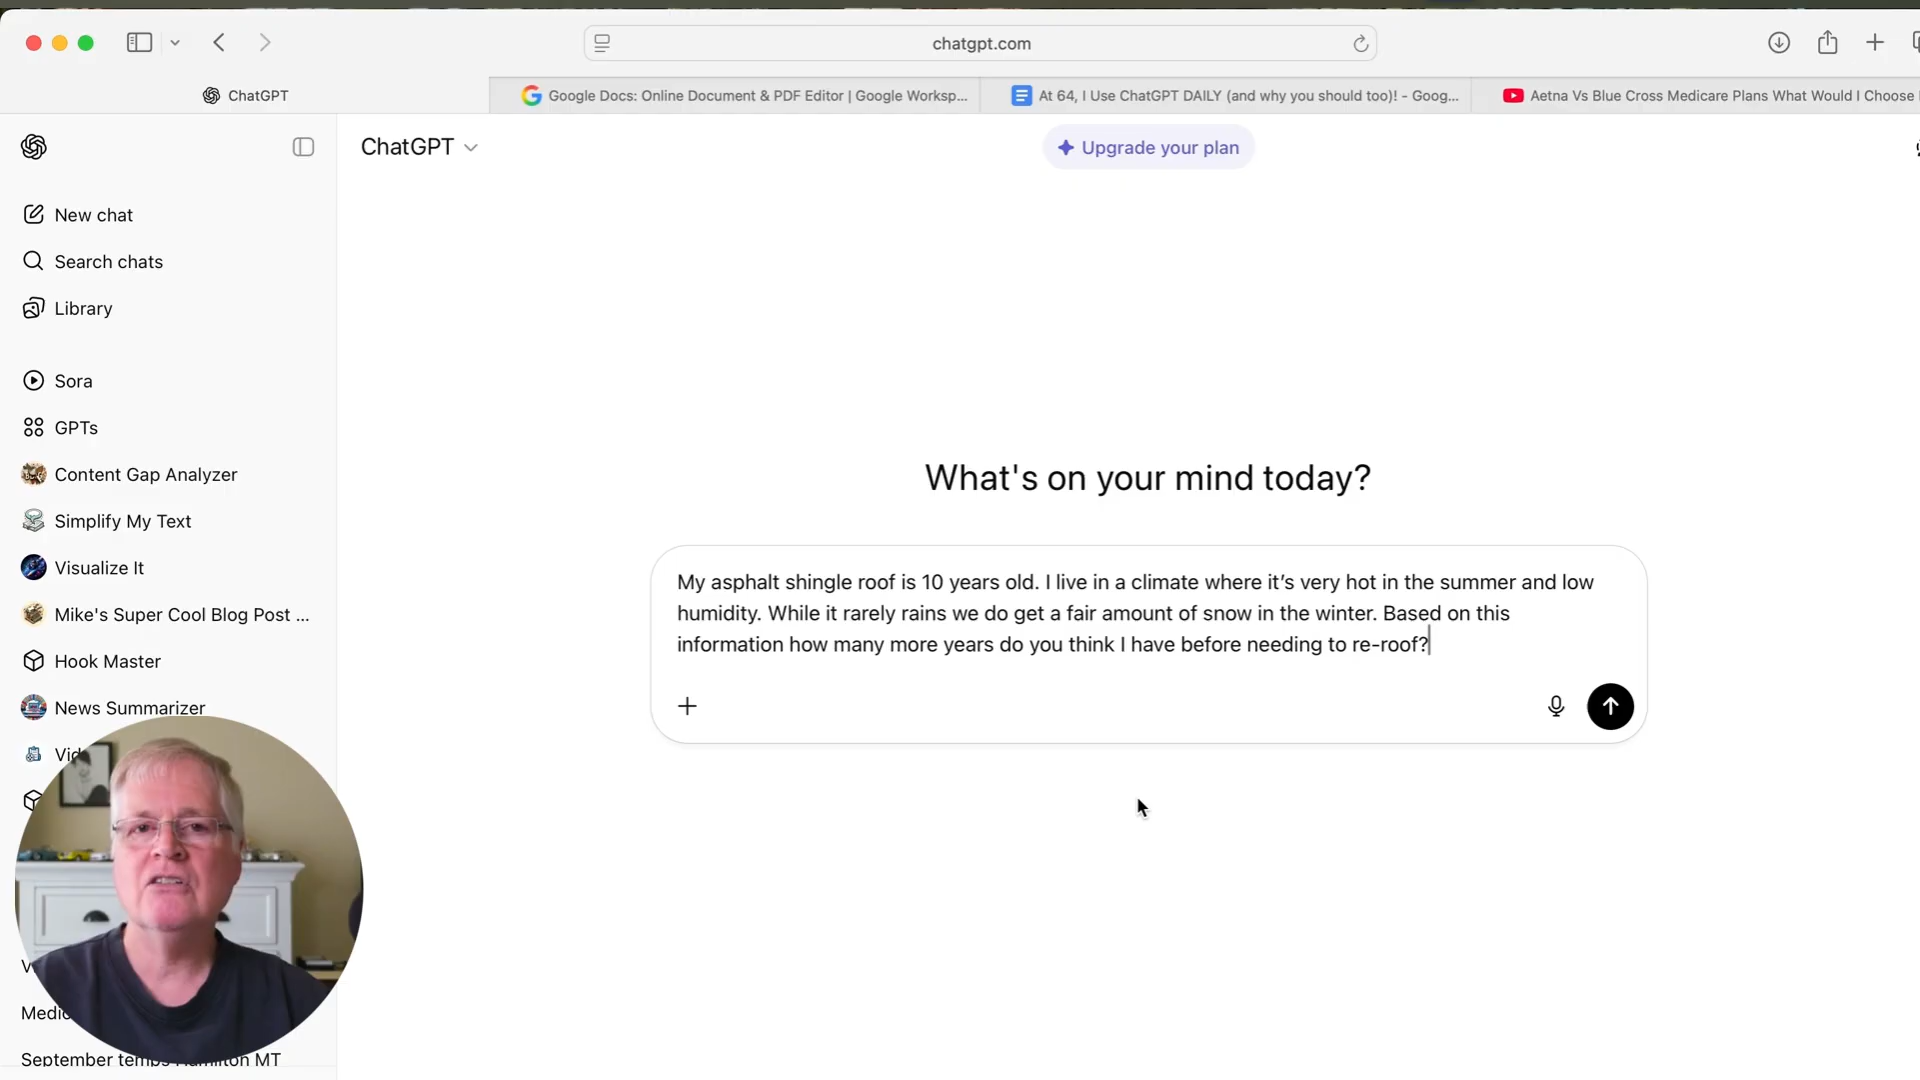 chatgpt.com
ChatGPT
Google Docs: Online Document & PDF Editor | Google Worksp...
At 64, I Use ChatGPT DAILY (and why you should too)! - Goog...
Aetna Vs Blue Cross Medicare Plans What Would I Choose
ChatGPT
Upgrade your plan
New chat
Search chats
Library
Sora
GPTs
Content Gap Analyzer
Simplify My Text
Visualize It
Mike's Super Cool Blog Post ...
Hook Master
News Summarizer
What's on your mind today?
My asphalt shingle roof is 10 years old. I live in a climate where it’s very hot in the summer and low
humidity. While it rarely rains we do get a fair amount of snow in the winter. Based on this
information how many more years do you think I have before needing to re-roof?
September temps Hamilton MT